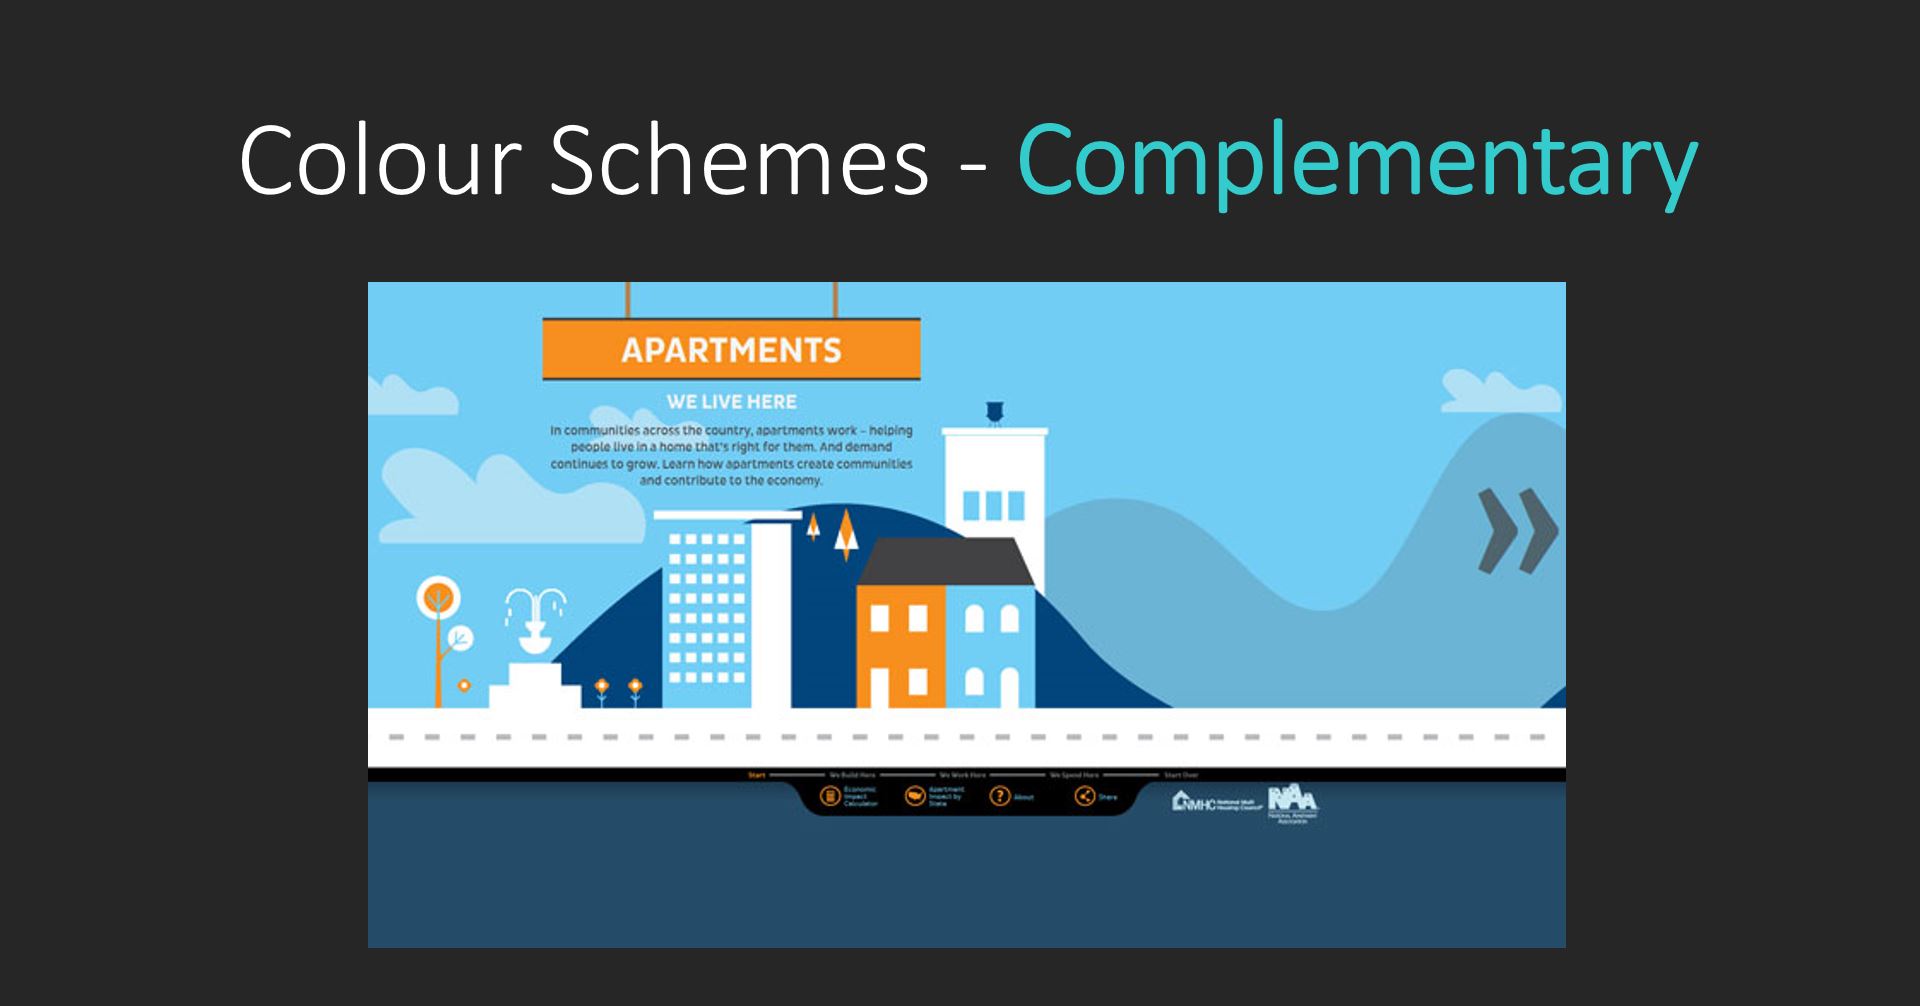 Colour Schemes - Complementary
APARTMENTS
WE LIVE HERE
In communities across the country, apartments work – helping
people live in a home that's right for them. And demand
continues to grow. Learn how apartments create communities
and contribute to the economy.
Start We Build Here We Work Here We Spend Here Start Over
Economic
Impact
Calculator
Apartment
Impact by
State
About
Share
NMHC National Multi
Housing Council
NAA
National Apartment
Association